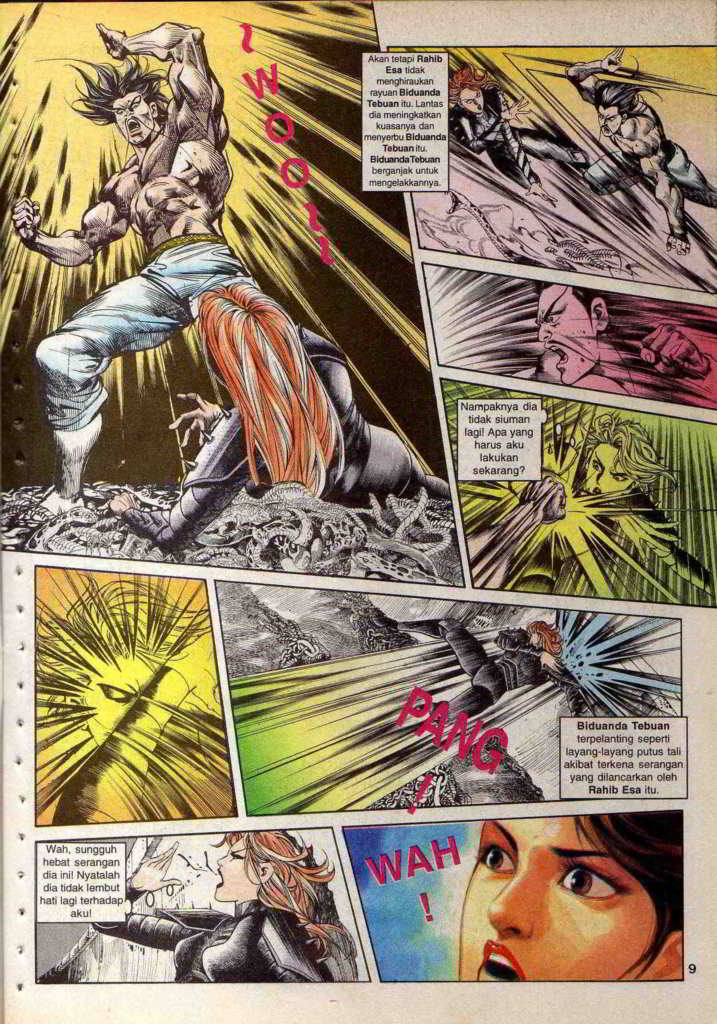 ~WOO~~
Akan tetapi Rahib
Esa tidak
menghiraukan
rayuan Biduanda
Tebuan itu. Lantas
dia meningkatkan
kuasanya dan
menyerbu Biduanda
Tebuan itu.
BiduandaTebuan
berganjak untuk
mengelakkannya.
Nampaknya dia
tidak siuman
lagi! Apa yang
harus aku
lakukan
sekarang?
PANG
!
Biduanda Tebuan
terpelanting seperti
layang-layang putus tali
akibat terkena serangan
yang dilancarkan oleh
Rahib Esa itu.
Wah, sungguh
hebat serangan
dia ini! Nyatalah
dia tidak lembut
hati lagi terhadap
aku!
WAH
!
9